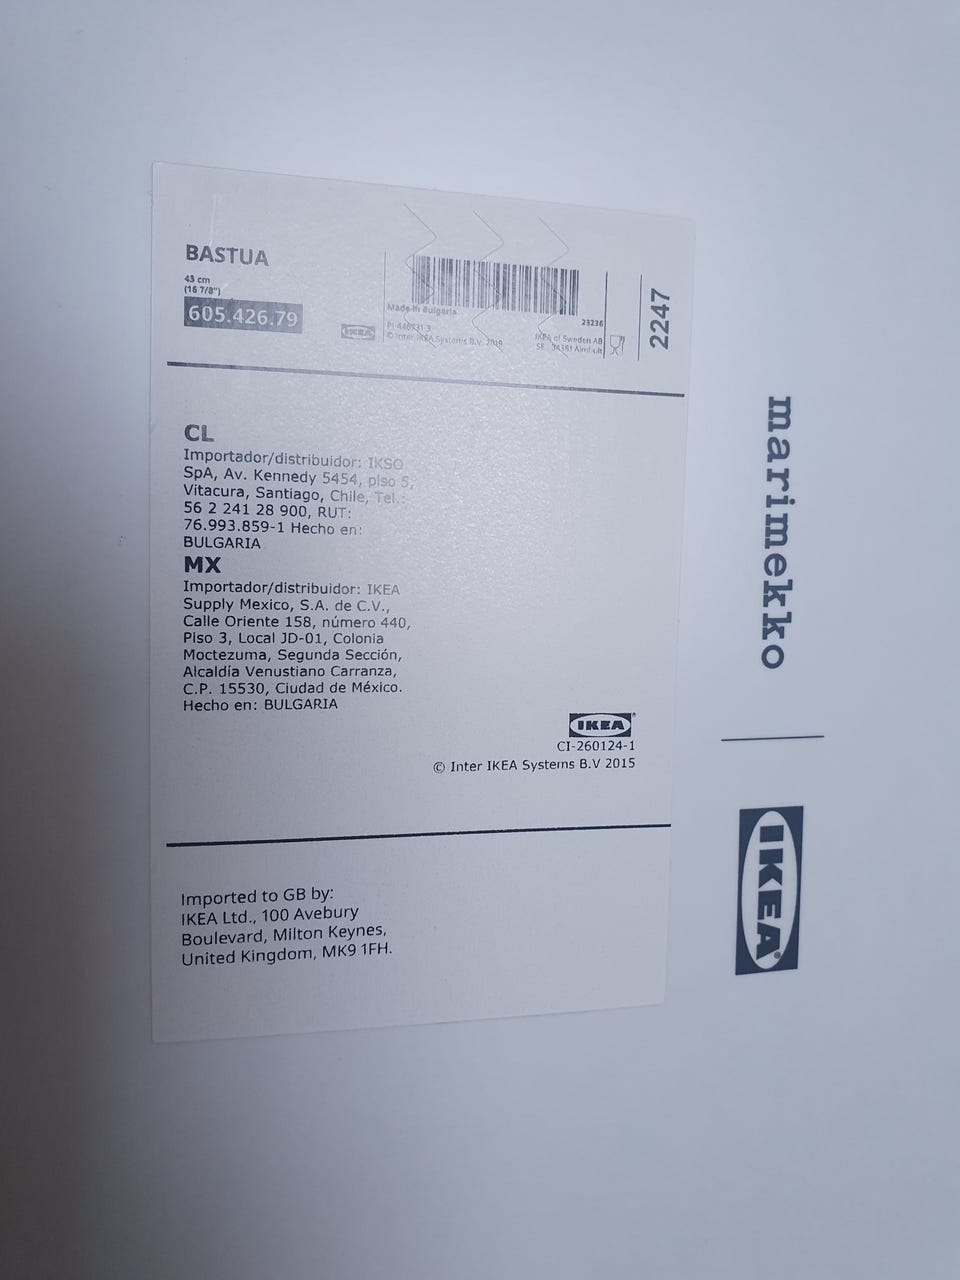 BASTUA
43 cm
(16 7/8")
605.426.79
IKEA
Made in Bulgaria
23236
© Inter IKEA Systems B.V.
IKEA of Sweden AB
SE
2247
CL
Importador/distribuidor: IKSO
SpA, Av. Kennedy 5454, piso 5,
Vitacura, Santiago, Chile, Tel.:
56 2 241 28 900, RUT:
76.993.859-1 Hecho en:
BULGARIA
MX
Importador/distribuidor: IKEA
Supply Mexico, S.A. de C.V.,
Calle Oriente 158, número 440,
Piso 3, Local JD-01, Colonia
Moctezuma, Segunda Sección,
Alcaldía Venustiano Carranza,
C.P. 15530, Ciudad de México.
Hecho en: BULGARIA
IKEA®
CI-260124-1
© Inter IKEA Systems B.V 2015
Imported to GB by:
IKEA Ltd., 100 Avebury
Boulevard, Milton Keynes,
United Kingdom, MK9 1FH.
marimekko
IKEA®